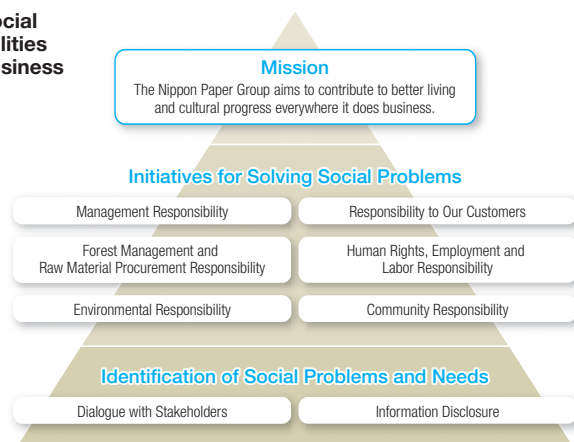 ocial
lities
siness
Mission
The Nippon Paper Group aims to contribute to better living
and cultural progress everywhere it does business.
Initiatives for Solving Social Problems
Management Responsibility
Responsibility to Our Customers
Forest Management and
Raw Material Procurement Responsibility
Human Rights, Employment and
Labor Responsibility
Environmental Responsibility
Community Responsibility
Identification of Social Problems and Needs
Dialogue with Stakeholders
Information Disclosure